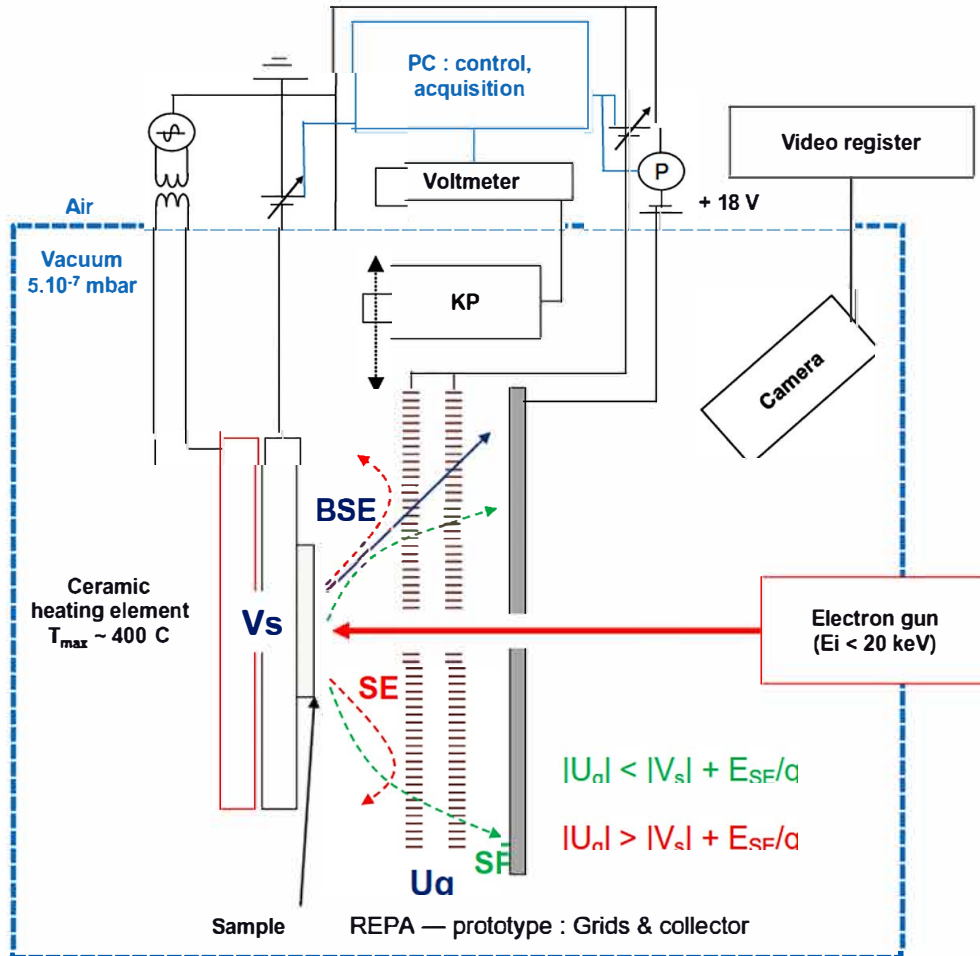 PC : control,
acquisition
Video register
Voltmeter
P
+ 18 V
Air
Vacuum
5.10⁻⁷ mbar
KP
Camera
BSE
Ceramic
heating element
Tmax ~ 400 C
Vs
Electron gun
(Ei < 20 keV)
SE
|Ug| < |Vs| + ESE/q
|Ug| > |Vs| + ESE/q
SE
Ug
Sample
REPA — prototype : Grids & collector